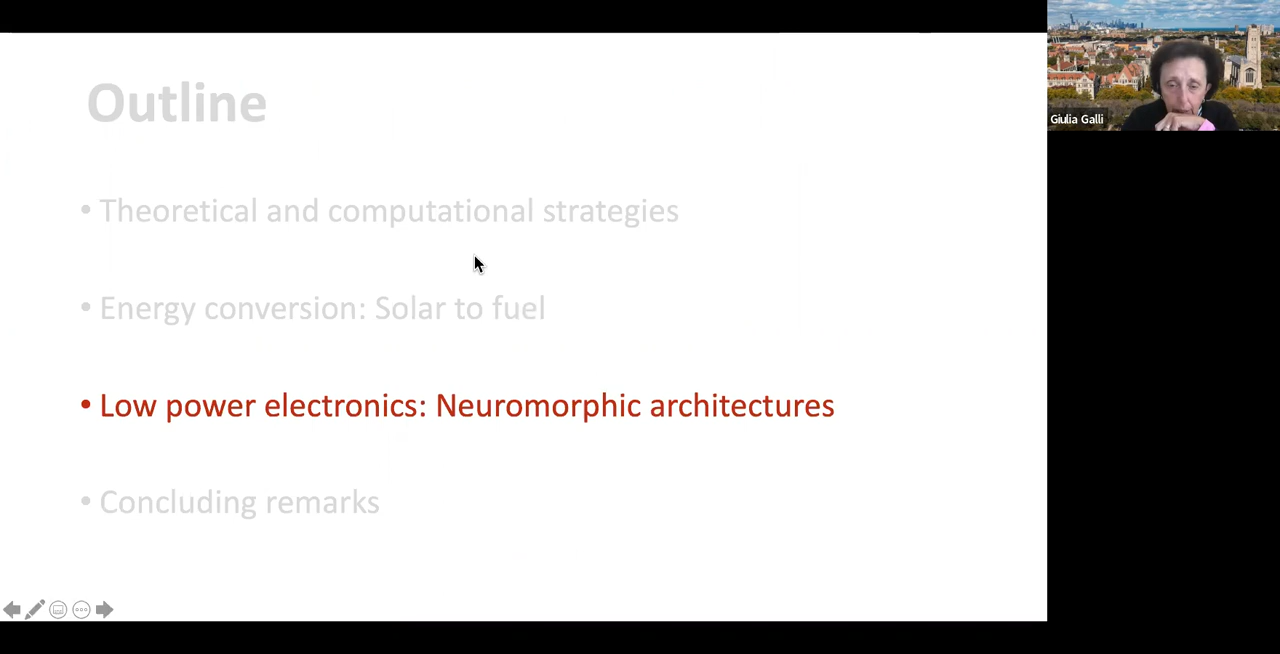 Outline
• Theoretical and computational strategies
• Energy conversion: Solar to fuel
• Low power electronics: Neuromorphic architectures
• Concluding remarks
Giulia Galli